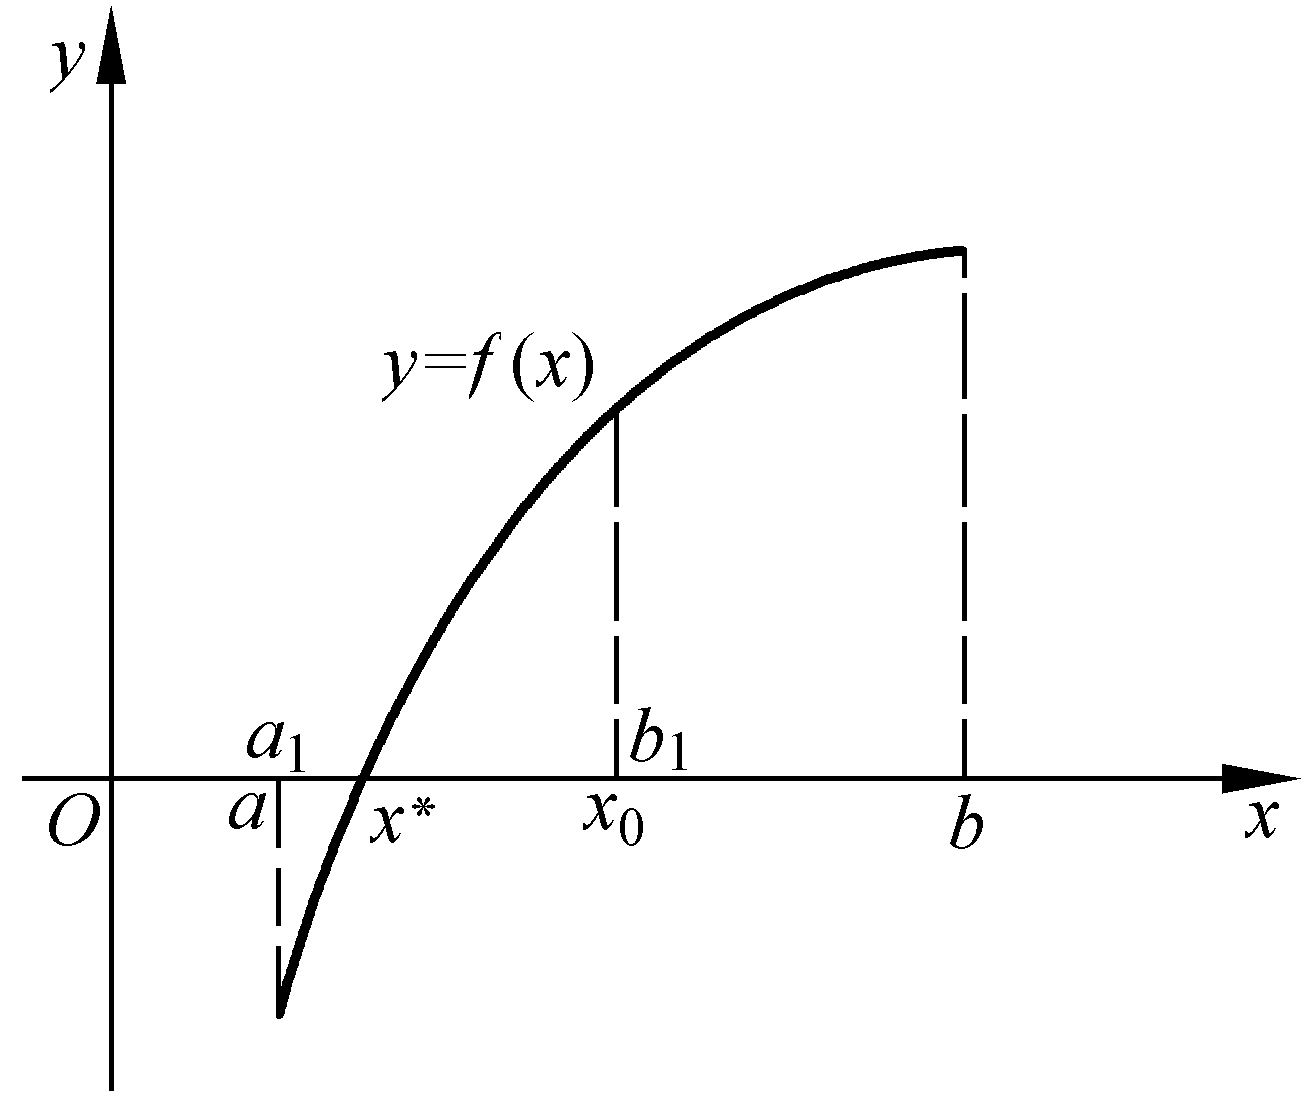 y
y=f(x)
a₁ b₁
O a x* x₀ b x